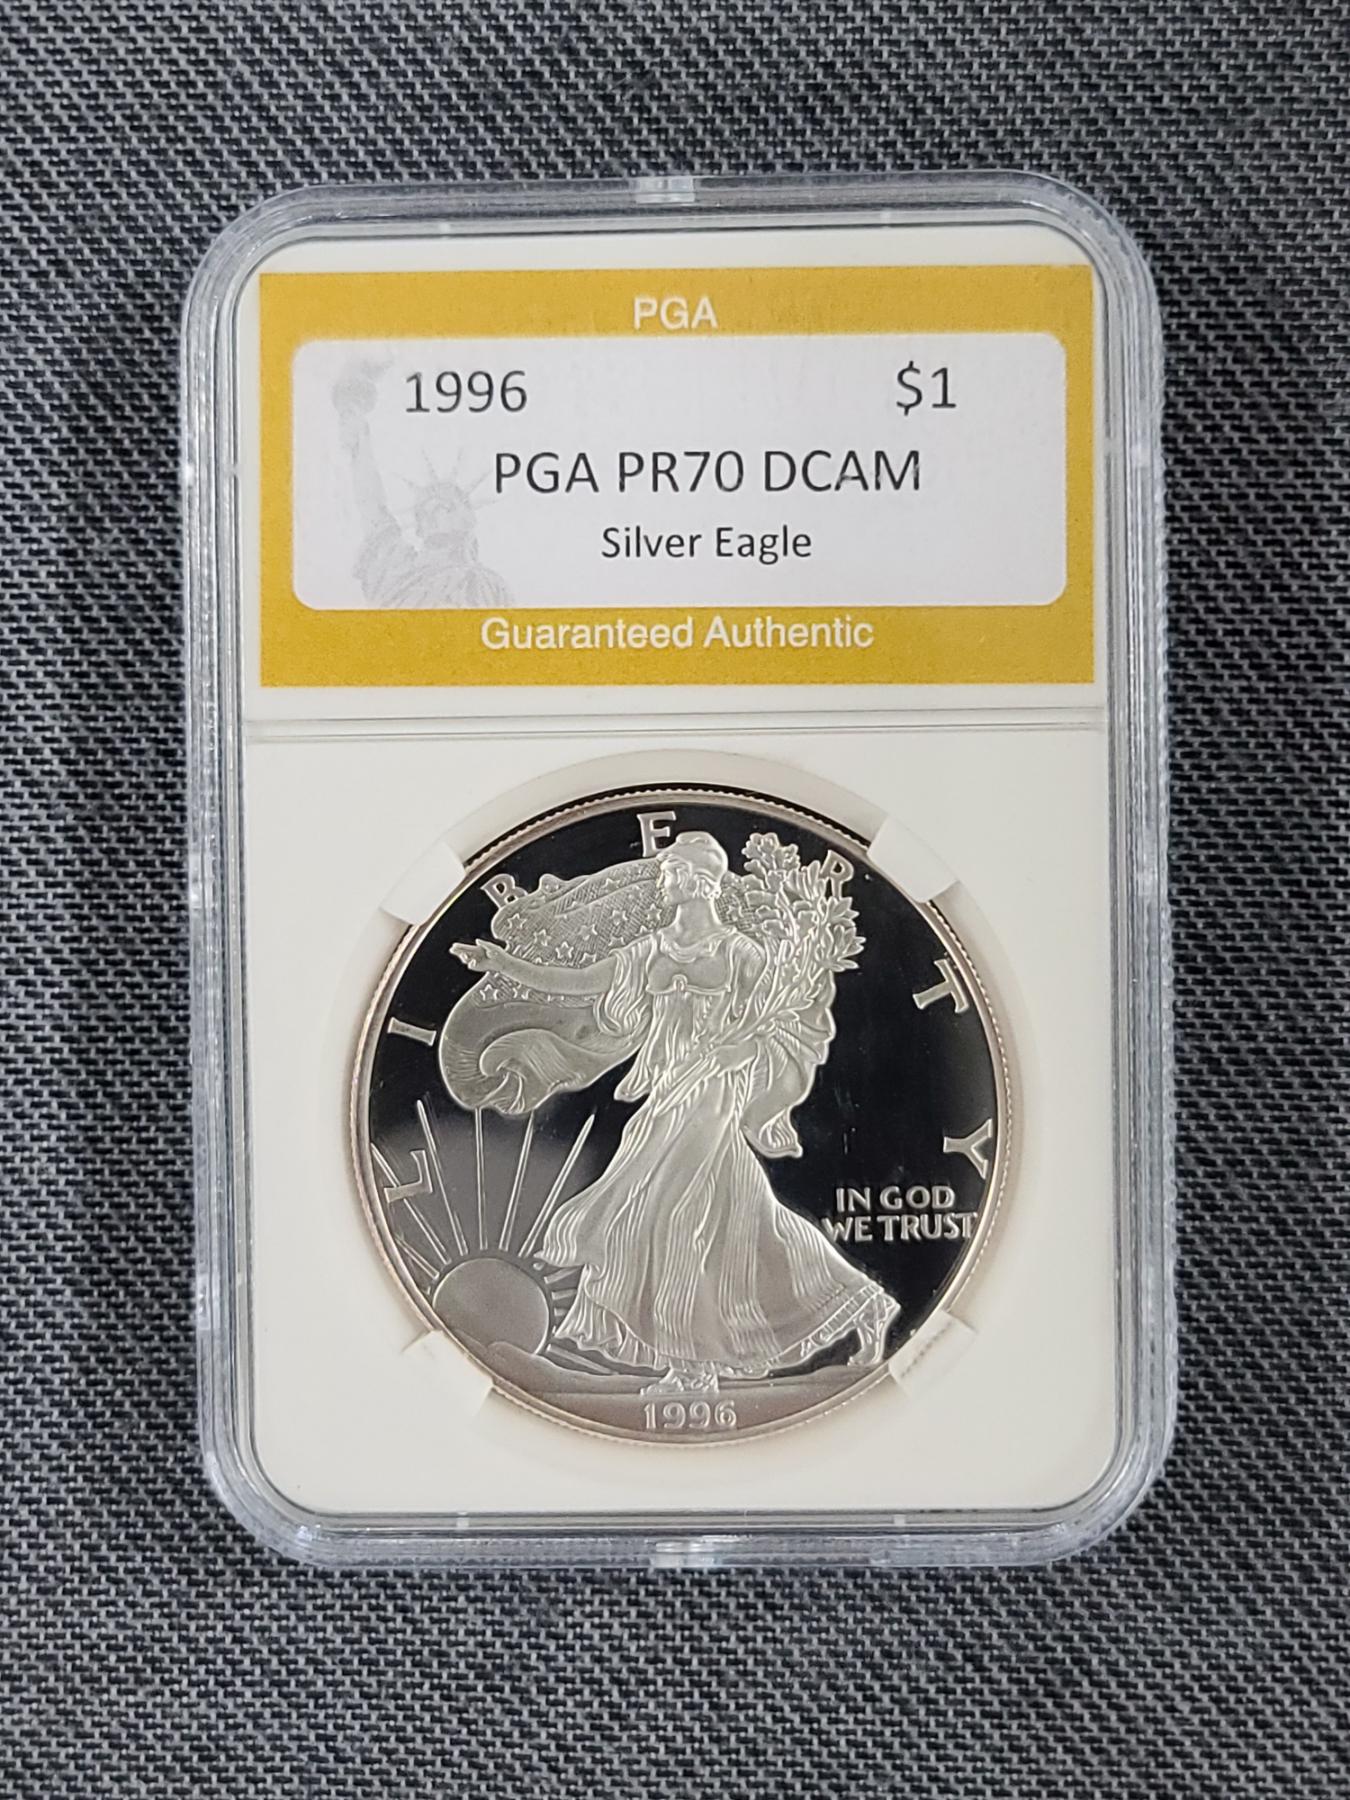 PGA
1996 $1
PGA PR70 DCAM
Silver Eagle
Guaranteed Authentic
LIBERTY
IN GOD
WE TRUST
1996